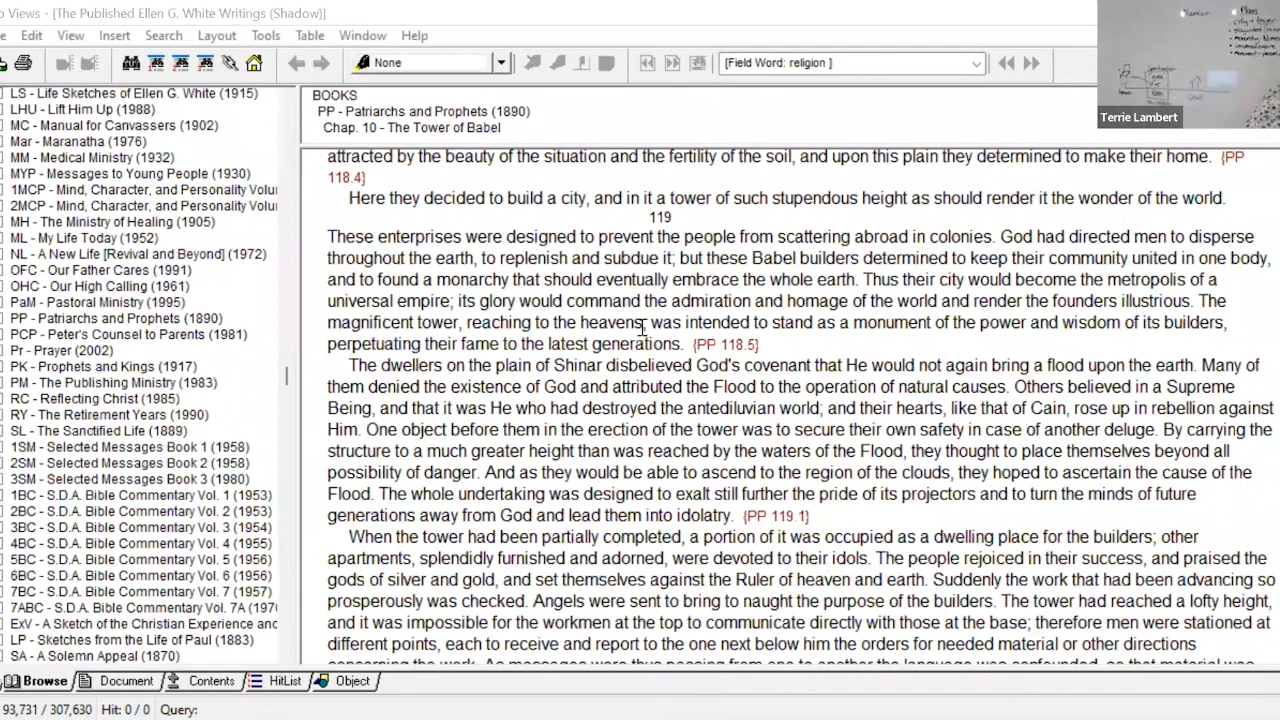 o Views - [The Published Ellen G. White Writings (Shadow)]
e Edit View Insert Search Layout Tools Table Window Help
None
[Field Word: religion ]
Terrie Lambert
LS - Life Sketches of Ellen G. White (1915)
LHU - Lift Him Up (1988)
MC - Manual for Canvassers (1902)
Mar - Maranatha (1976)
MM - Medical Ministry (1932)
MYP - Messages to Young People (1930)
1MCP - Mind, Character, and Personality Volu
2MCP - Mind, Character, and Personality Volu
MH - The Ministry of Healing (1905)
ML - My Life Today (1952)
NL - A New Life [Revival and Beyond] (1972)
OFC - Our Father Cares (1991)
OHC - Our High Calling (1961)
PaM - Pastoral Ministry (1995)
PP - Patriarchs and Prophets (1890)
PCP - Peter's Counsel to Parents (1981)
Pr - Prayer (2002)
PK - Prophets and Kings (1917)
PM - The Publishing Ministry (1983)
RC - Reflecting Christ (1985)
RY - The Retirement Years (1990)
SL - The Sanctified Life (1889)
1SM - Selected Messages Book 1 (1958)
2SM - Selected Messages Book 2 (1958)
3SM - Selected Messages Book 3 (1980)
1BC - S.D.A. Bible Commentary Vol. 1 (1953)
2BC - S.D.A. Bible Commentary Vol. 2 (1953)
3BC - S.D.A. Bible Commentary Vol. 3 (1954)
4BC - S.D.A. Bible Commentary Vol. 4 (1955)
5BC - S.D.A. Bible Commentary Vol. 5 (1956)
6BC - S.D.A. Bible Commentary Vol. 6 (1956)
7BC - S.D.A. Bible Commentary Vol. 7 (1957)
7ABC - S.D.A. Bible Commentary Vol. 7A (197
ExV - A Sketch of the Christian Experience anc
LP - Sketches from the Life of Paul (1883)
SA - A Solemn Appeal (1870)
BOOKS
PP - Patriarchs and Prophets (1890)
Chap. 10 - The Tower of Babel
attracted by the beauty of the situation and the fertility of the soil, and upon this plain they determined to make their home. {PP
118.4}
Here they decided to build a city, and in it a tower of such stupendous height as should render it the wonder of the world.
119
These enterprises were designed to prevent the people from scattering abroad in colonies. God had directed men to disperse
throughout the earth, to replenish and subdue it; but these Babel builders determined to keep their community united in one body,
and to found a monarchy that should eventually embrace the whole earth. Thus their city would become the metropolis of a
universal empire; its glory would command the admiration and homage of the world and render the founders illustrious. The
magnificent tower, reaching to the heavens, was intended to stand as a monument of the power and wisdom of its builders,
perpetuating their fame to the latest generations. {PP 118.5}
The dwellers on the plain of Shinar disbelieved God's covenant that He would not again bring a flood upon the earth. Many of
them denied the existence of God and attributed the Flood to the operation of natural causes. Others believed in a Supreme
Being, and that it was He who had destroyed the antediluvian world; and their hearts, like that of Cain, rose up in rebellion against
Him. One object before them in the erection of the tower was to secure their own safety in case of another deluge. By carrying the
structure to a much greater height than was reached by the waters of the Flood, they thought to place themselves beyond all
possibility of danger. And as they would be able to ascend to the region of the clouds, they hoped to ascertain the cause of the
Flood. The whole undertaking was designed to exalt still further the pride of its projectors and to turn the minds of future
generations away from God and lead them into idolatry. {PP 119.1}
When the tower had been partially completed, a portion of it was occupied as a dwelling place for the builders; other
apartments, splendidly furnished and adorned, were devoted to their idols. The people rejoiced in their success, and praised the
gods of silver and gold, and set themselves against the Ruler of heaven and earth. Suddenly the work that had been advancing so
prosperously was checked. Angels were sent to bring to naught the purpose of the builders. The tower had reached a lofty height,
and it was impossible for the workmen at the top to communicate directly with those at the base; therefore men were stationed at
different points, each to receive and report to the one next below him the orders for needed material or other directions
concerning the work. As messages were thus passing from one to another the language was confounded, so that material was
Browse Document Contents HitList Object
93,731 / 307,630 Hit: 0 / 0 Query: